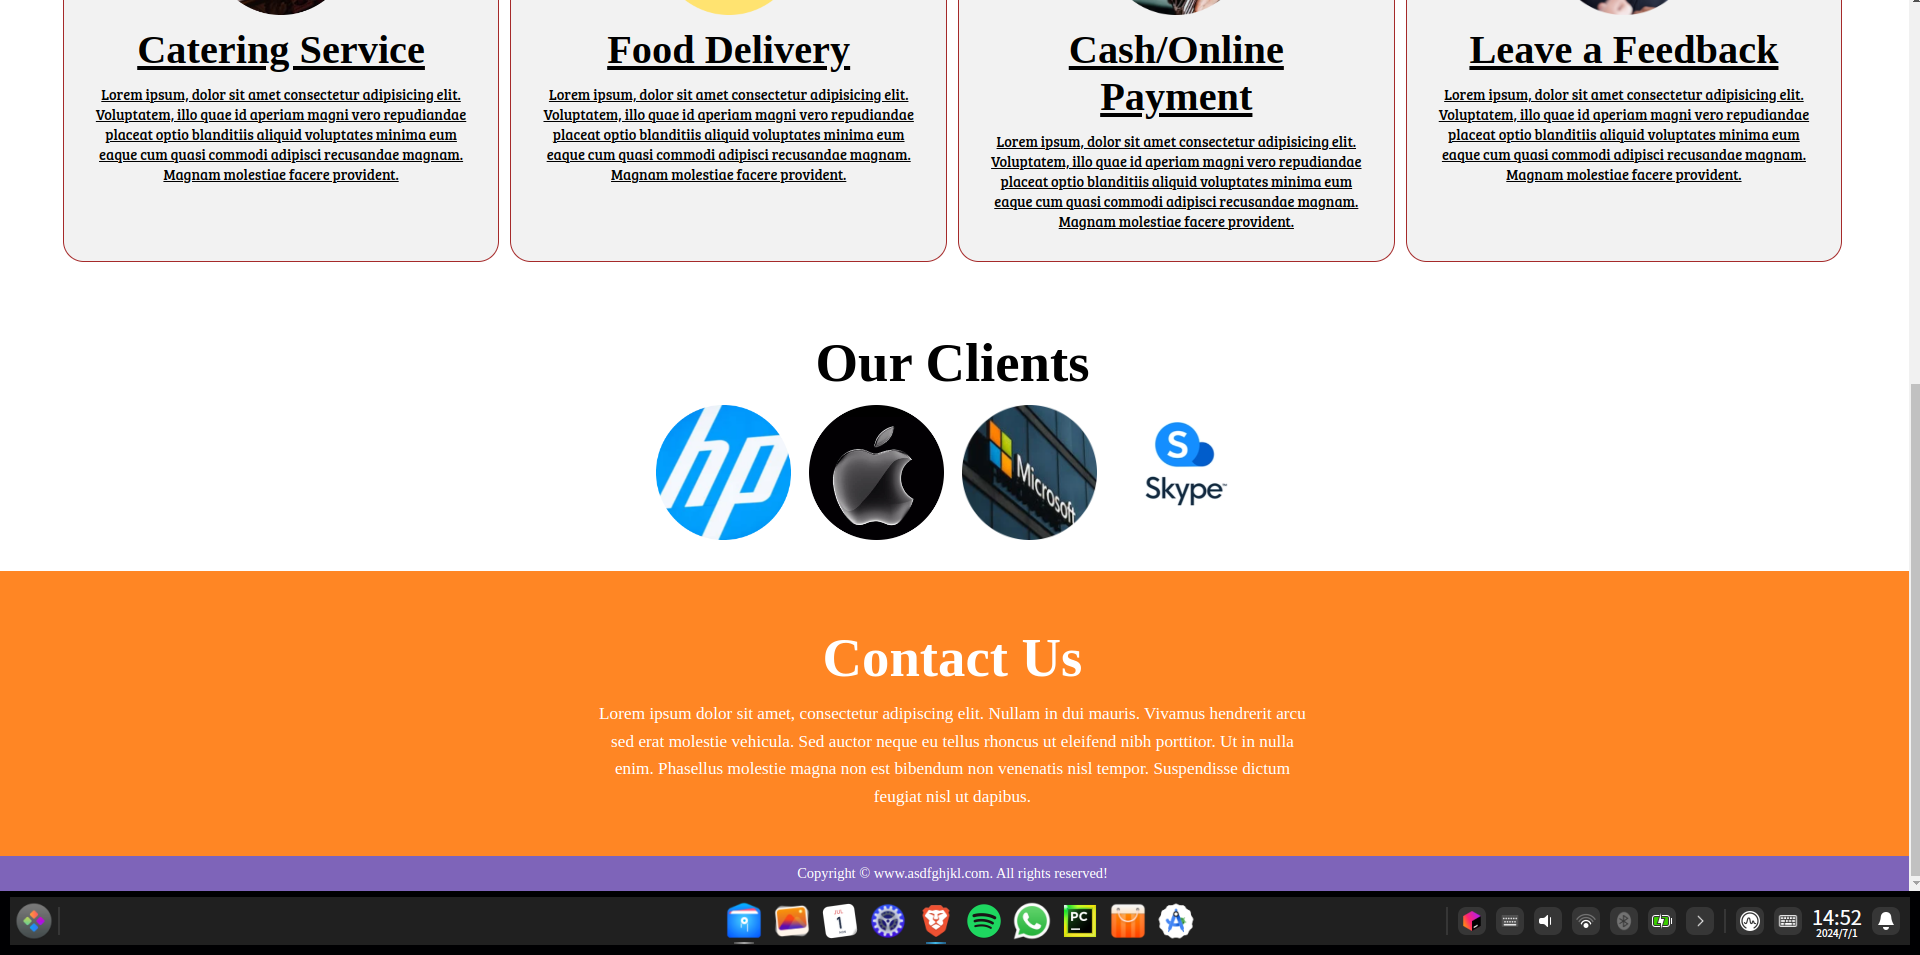 Catering Service
Lorem ipsum, dolor sit amet consectetur adipisicing elit.
Voluptatem, illo quae id aperiam magni vero repudiandae
placeat optio blanditiis aliquid voluptates minima eum
eaque cum quasi commodi adipisci recusandae magnam.
Magnam molestiae facere provident.
Food Delivery
Lorem ipsum, dolor sit amet consectetur adipisicing elit.
Voluptatem, illo quae id aperiam magni vero repudiandae
placeat optio blanditiis aliquid voluptates minima eum
eaque cum quasi commodi adipisci recusandae magnam.
Magnam molestiae facere provident.
Cash/Online
Payment
Lorem ipsum, dolor sit amet consectetur adipisicing elit.
Voluptatem, illo quae id aperiam magni vero repudiandae
placeat optio blanditiis aliquid voluptates minima eum
eaque cum quasi commodi adipisci recusandae magnam.
Magnam molestiae facere provident.
Leave a Feedback
Lorem ipsum, dolor sit amet consectetur adipisicing elit.
Voluptatem, illo quae id aperiam magni vero repudiandae
placeat optio blanditiis aliquid voluptates minima eum
eaque cum quasi commodi adipisci recusandae magnam.
Magnam molestiae facere provident.
Our Clients
hp
Microsoft
S
Skype™
Contact Us
Lorem ipsum dolor sit amet, consectetur adipiscing elit. Nullam in dui mauris. Vivamus hendrerit arcu
sed erat molestie vehicula. Sed auctor neque eu tellus rhoncus ut eleifend nibh porttitor. Ut in nulla
enim. Phasellus molestie magna non est bibendum non venenatis nisl tempor. Suspendisse dictum
feugiat nisl ut dapibus.
Copyright © www.asdfghjkl.com. All rights reserved!
JUL
1
PC
14:52
2024/7/1